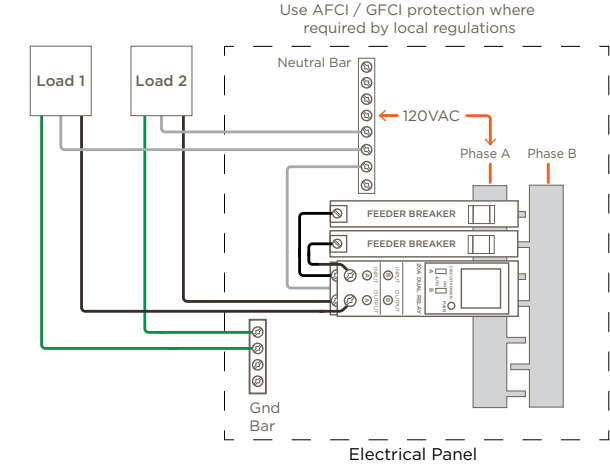 Use AFCI / GFCI protection where
required by local regulations
Load 1
Load 2
Neutral Bar
120VAC
Phase A
Phase B
FEEDER BREAKER
FEEDER BREAKER
A INPUT
B INPUT
A OUTPUT
B OUTPUT
20A DUAL RELAY
A
B
AUTO
PAIR
Gnd
Bar
Electrical Panel